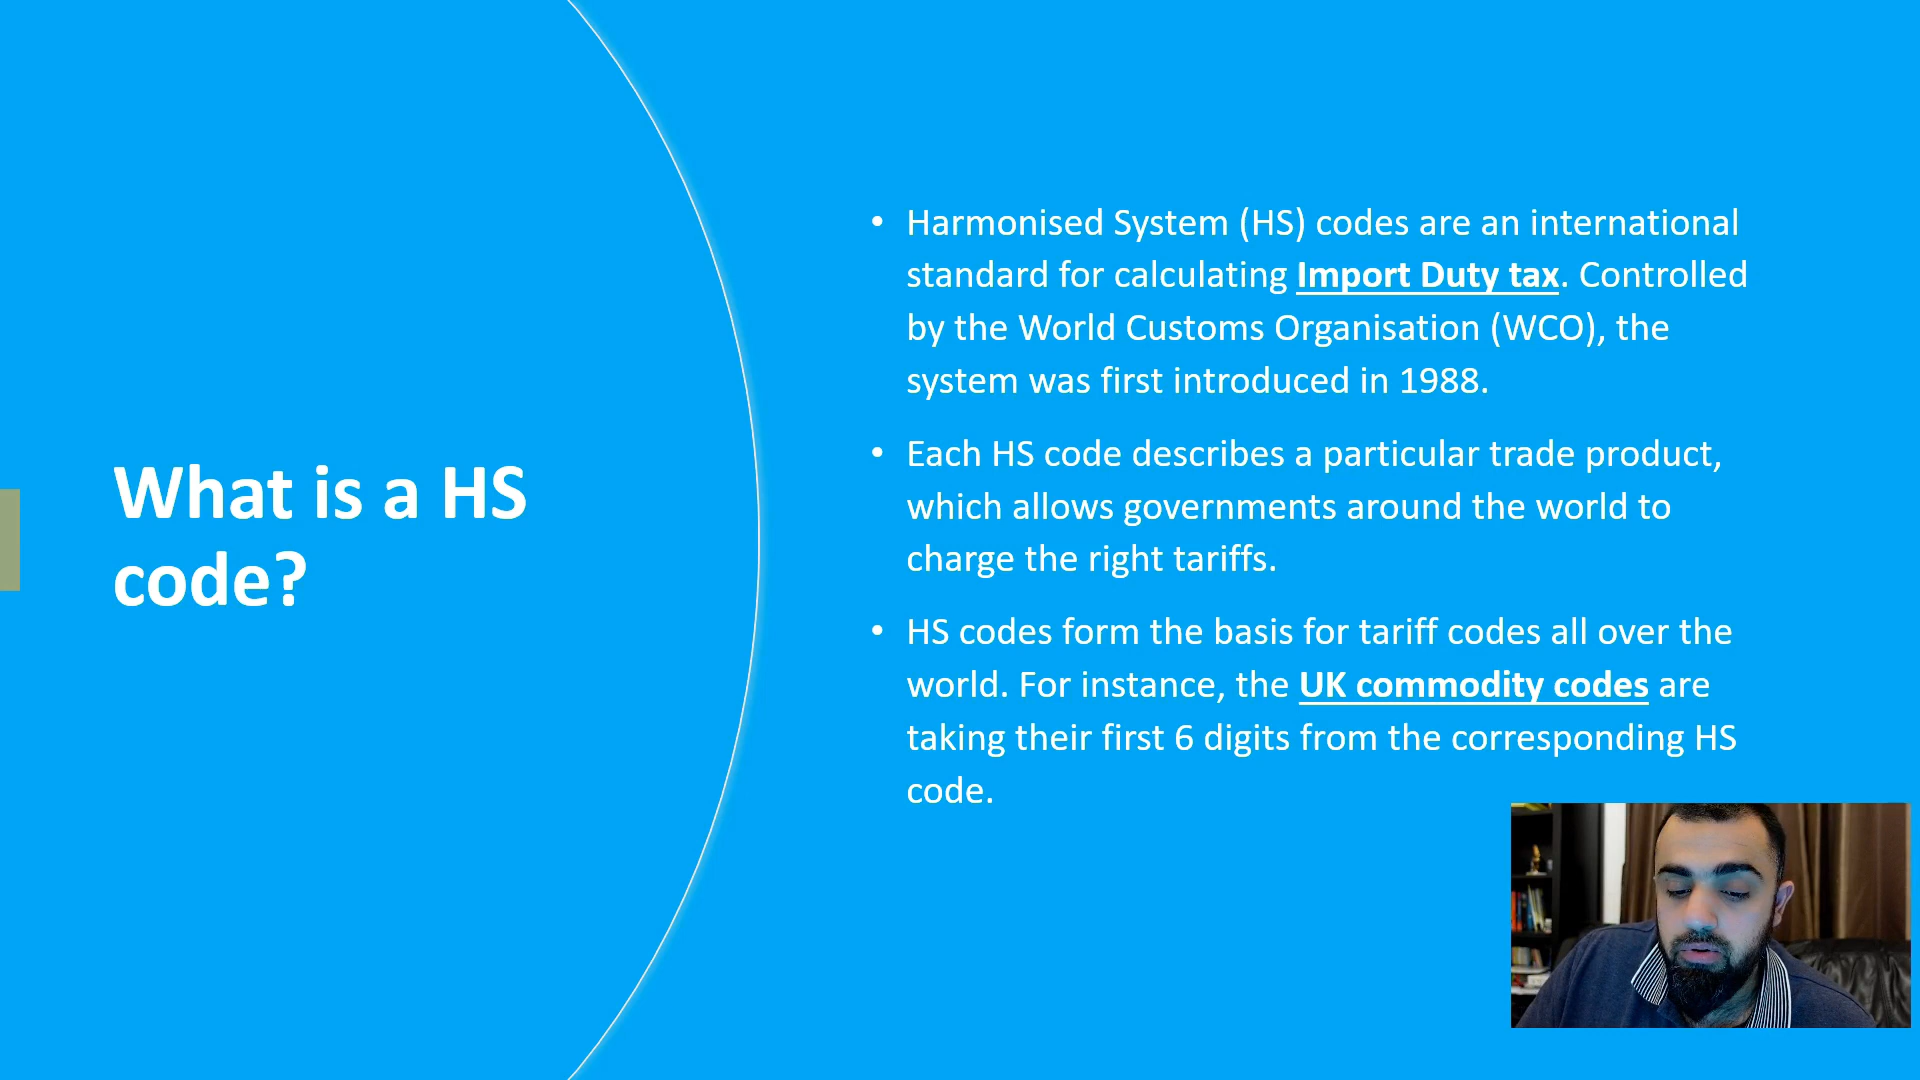 What is a HS
code?
• Harmonised System (HS) codes are an international
standard for calculating Import Duty tax. Controlled
by the World Customs Organisation (WCO), the
system was first introduced in 1988.
• Each HS code describes a particular trade product,
which allows governments around the world to
charge the right tariffs.
• HS codes form the basis for tariff codes all over the
world. For instance, the UK commodity codes are
taking their first 6 digits from the corresponding HS
code.